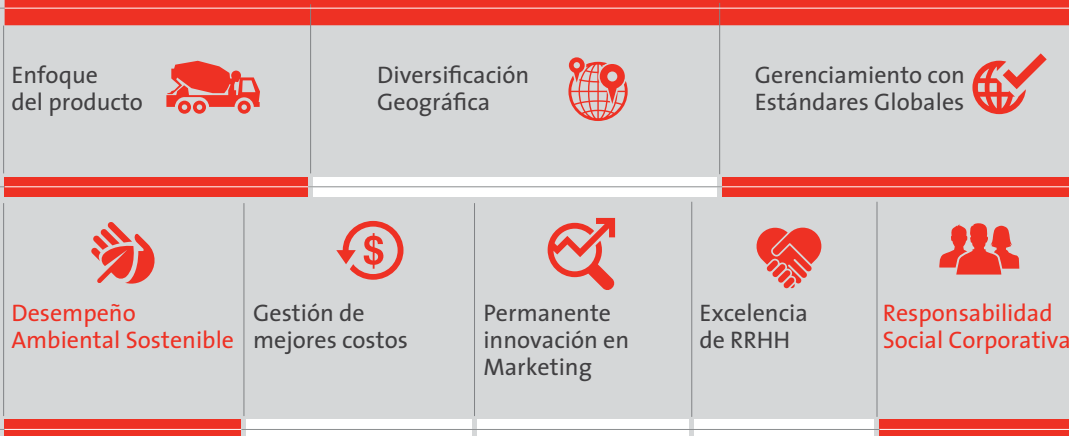 Enfoque
del producto
Diversificación
Geográfica
Gerenciamiento con
Estándares Globales
Desempeño
Ambiental Sostenible
Gestión de
mejores costos
$
Permanente
innovación en
Marketing
Excelencia
de RRHH
Responsabilidad
Social Corporativa